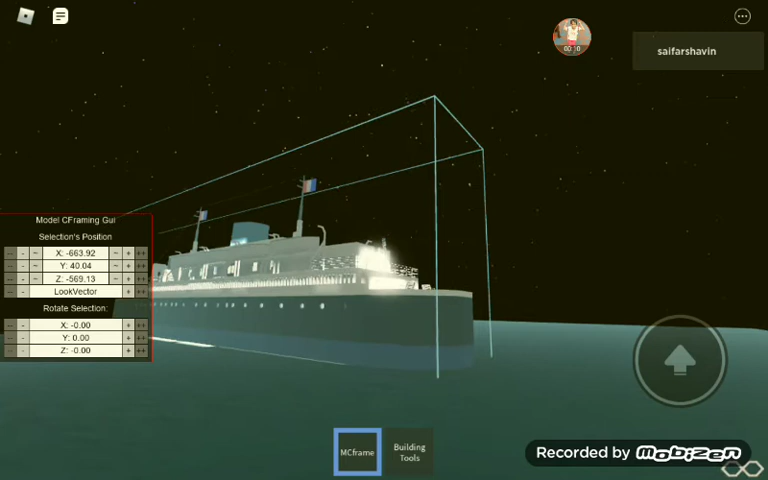 00:10
saifarshavin
Model CFraming Gui
Selection's Position
-- - ~ X: -663.92 ~ + ++
-- - ~ Y: 40.04 ~ + ++
-- - ~ Z: -569.13 ~ + ++
-- - LookVector + ++
Rotate Selection:
-- - X: -0.00 + ++
-- - Y: 0.00 + ++
-- - Z: -0.00 + ++
MCframe
Building
Tools
Recorded by Mobizen